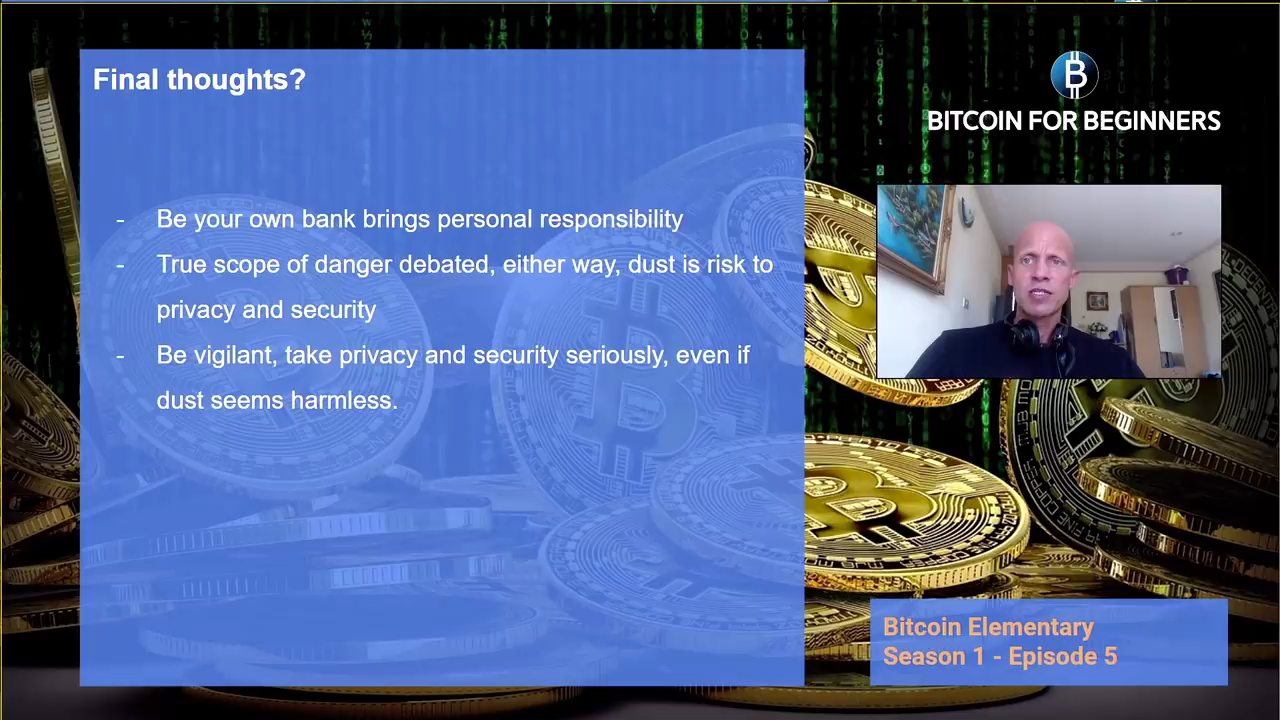 Final thoughts?
- Be your own bank brings personal responsibility
- True scope of danger debated, either way, dust is risk to
privacy and security
- Be vigilant, take privacy and security seriously, even if
dust seems harmless.
BITCOIN FOR BEGINNERS
Bitcoin Elementary
Season 1 - Episode 5